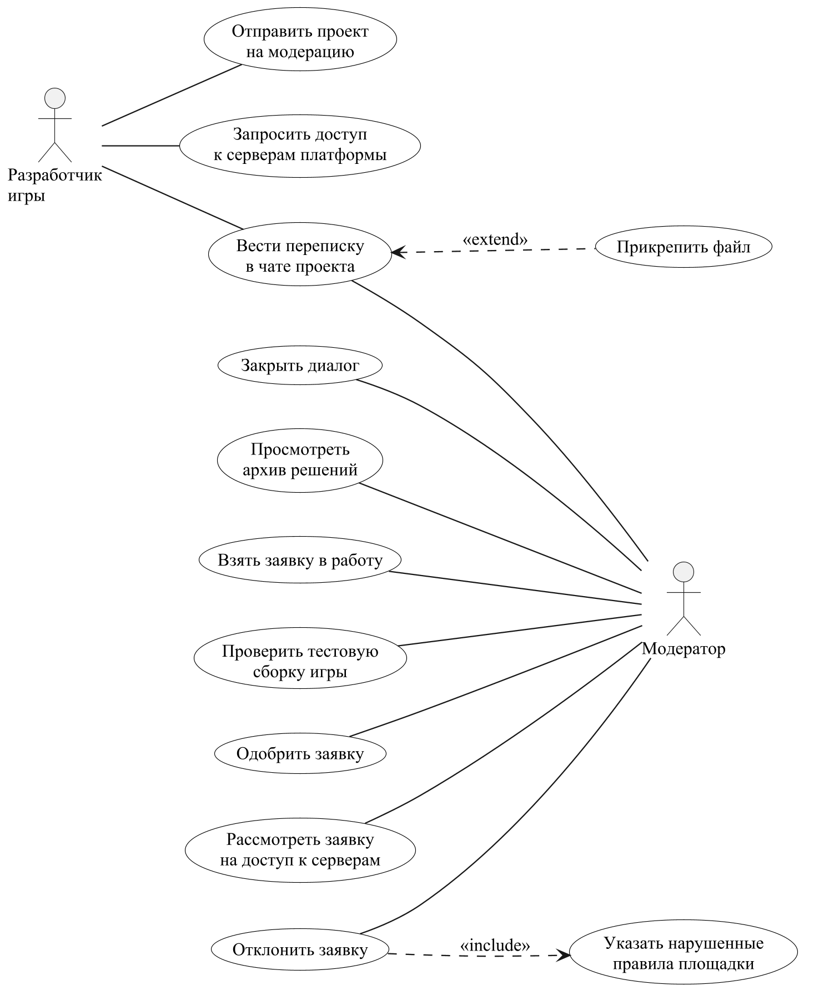 Отправить проект
на модерацию
Разработчик
игры
Запросить доступ
к серверам платформы
Вести переписку
в чате проекта
«extend»
Прикрепить файл
Закрыть диалог
Просмотреть
архив решений
Взять заявку в работу
Модератор
Проверить тестовую
сборку игры
Одобрить заявку
Рассмотреть заявку
на доступ к серверам
Отклонить заявку
«include»
Указать нарушенные
правила площадки